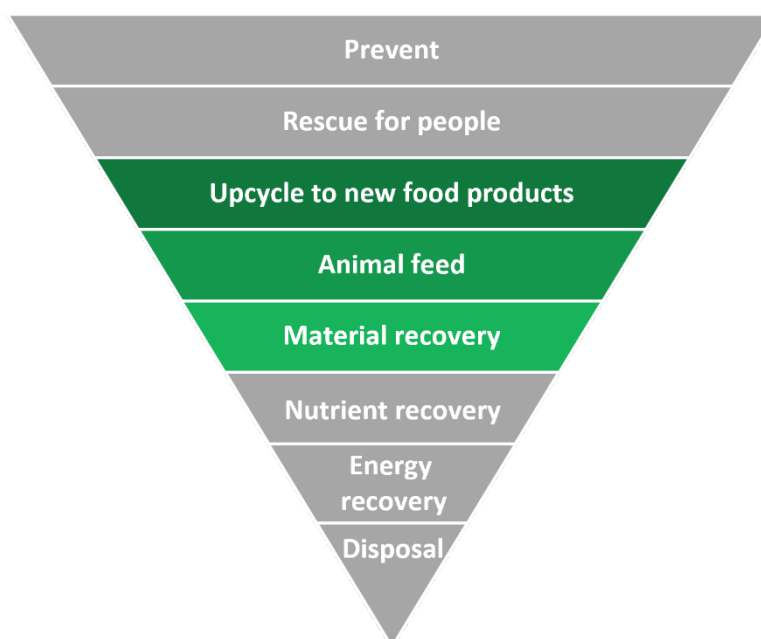 Prevent
Rescue for people
Upcycle to new food products
Animal feed
Material recovery
Nutrient recovery
Energy
recovery
Disposal